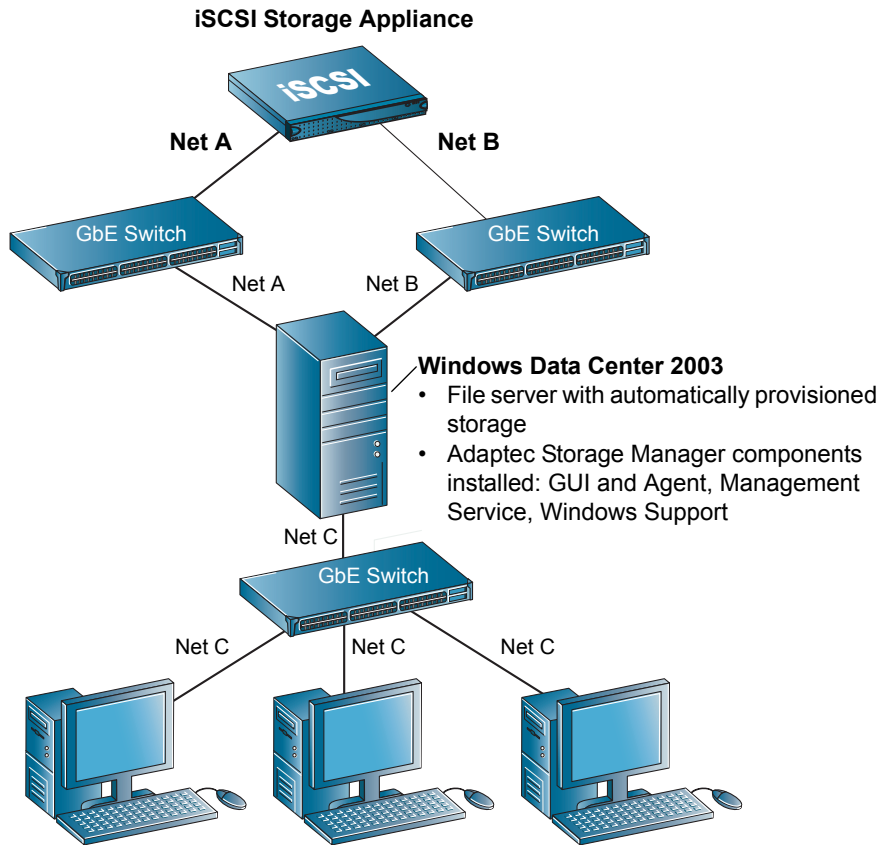 iSCSI Storage Appliance
iSCSI
Net A
Net B
GbE Switch
GbE Switch
Net A
Net B
Windows Data Center 2003
• File server with automatically provisioned
storage
• Adaptec Storage Manager components
installed: GUI and Agent, Management
Service, Windows Support
Net C
GbE Switch
Net C
Net C
Net C